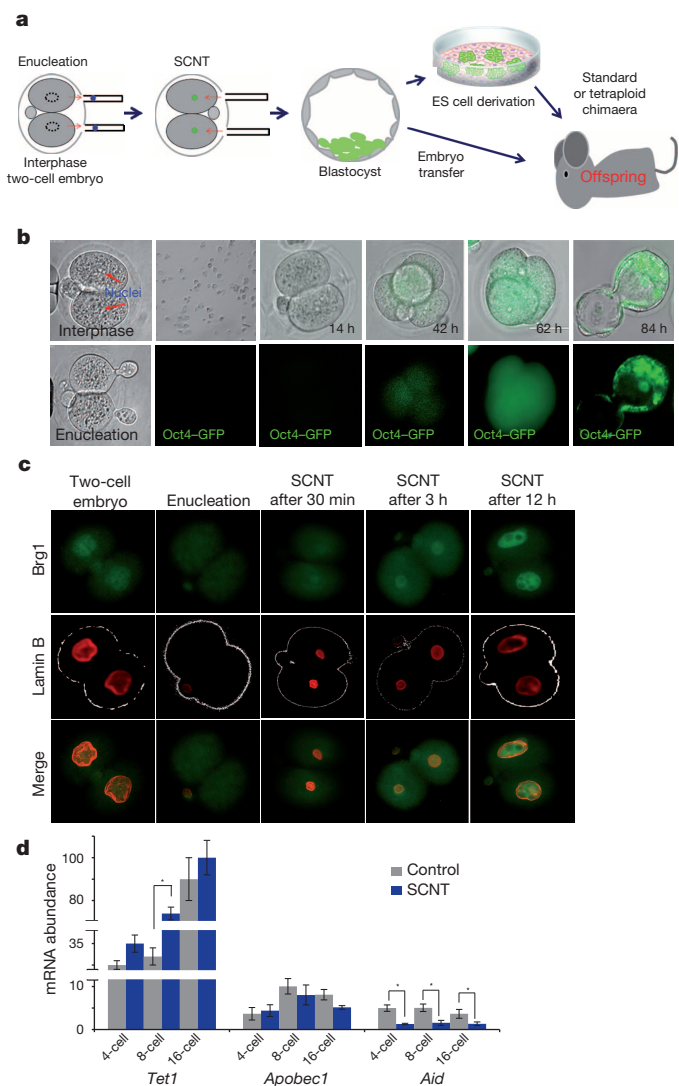 a
Enucleation
SCNT
Interphase
two-cell embryo
Blastocyst
ES cell derivation
Embryo
transfer
Standard
or tetraploid
chimaera
Offspring
b
Nuclei
Interphase
14 h
42 h
62 h
84 h
Enucleation
Oct4–GFP
Oct4–GFP
Oct4–GFP
Oct4–GFP
Oct4–GFP
c
Two-cell
embryo
Enucleation
SCNT
after 30 min
SCNT
after 3 h
SCNT
after 12 h
Brg1
Lamin B
Merge
d
mRNA abundance
100
80
35
10
0
Control
SCNT
*
*
*
*
4-cell
8-cell
16-cell
4-cell
8-cell
16-cell
4-cell
8-cell
16-cell
Tet1
Apobec1
Aid